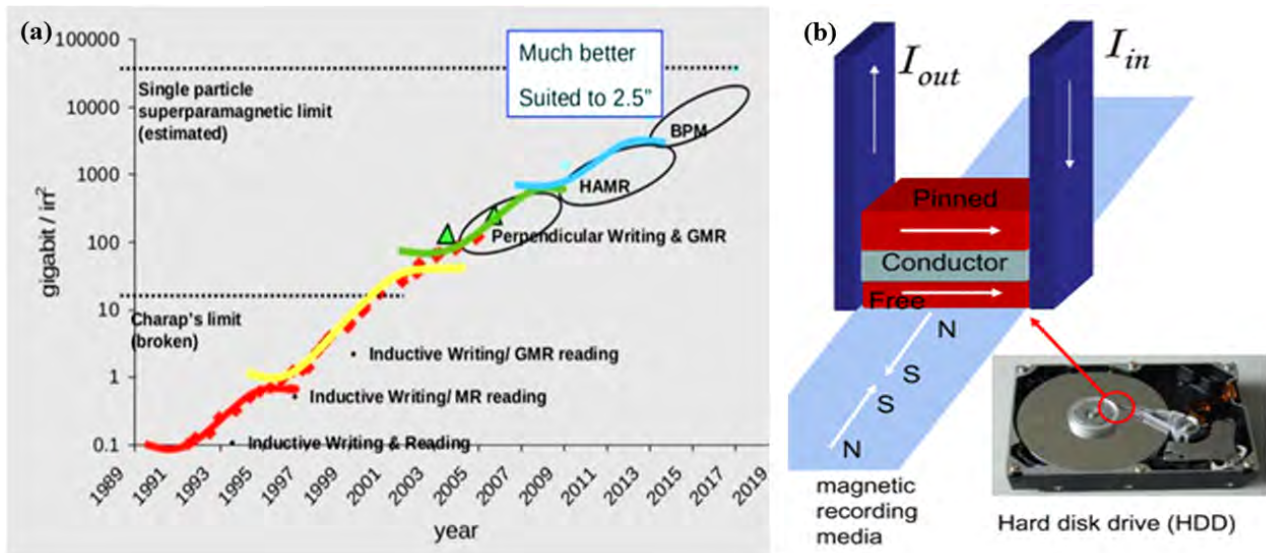 (a)
100000
10000
1000
100
10
1
0.1
gigabit / in²
Much better
Suited to 2.5"
Single particle
superparamagnetic limit
(estimated)
BPM
HAMR
Perpendicular Writing & GMR
Charap's limit
(broken)
Inductive Writing/ GMR reading
Inductive Writing/ MR reading
Inductive Writing & Reading
1989
1991
1993
1995
1997
1999
2001
2003
2005
2007
2009
2011
2013
2015
2017
2019
year
(b)
I out
I in
Pinned
Conductor
Free
N
S
S
N
magnetic
recording
media
Hard disk drive (HDD)